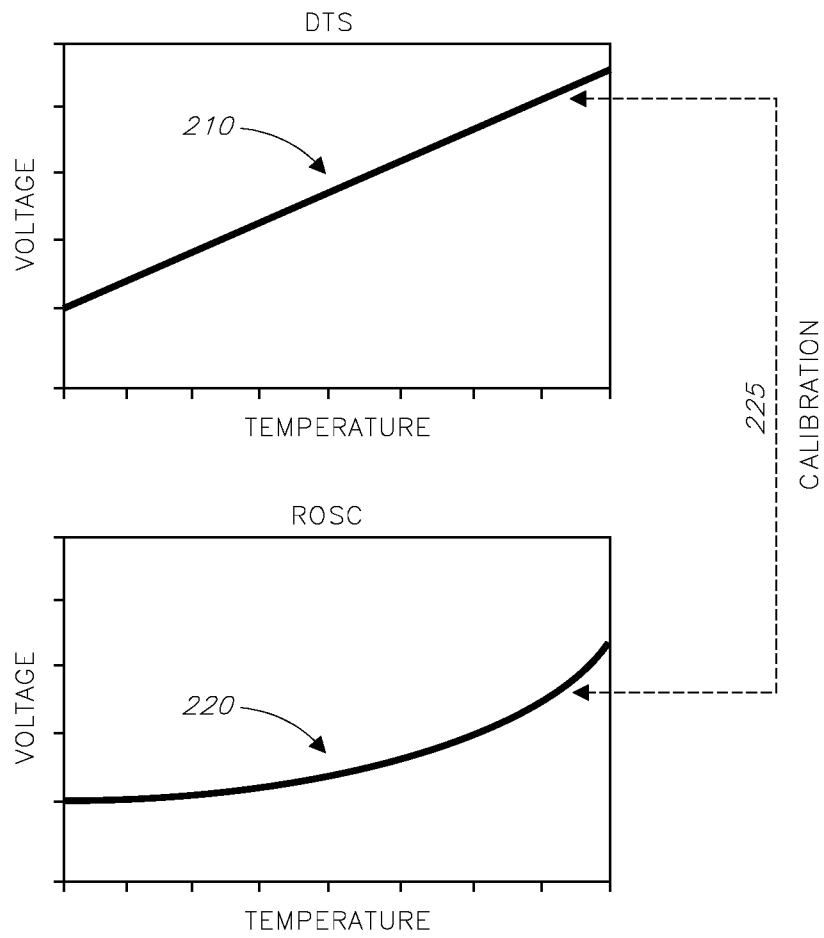 DTS
210
VOLTAGE
TEMPERATURE
225
CALIBRATION
ROSC
220
VOLTAGE
TEMPERATURE